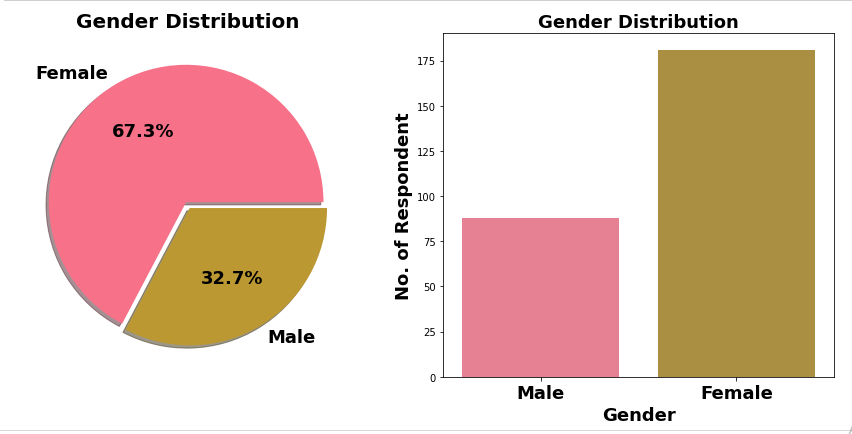 Gender Distribution
Female
67.3%
32.7%
Male
Gender Distribution
No. of Respondent
175
150
125
100
75
50
25
0
Male Female
Gender